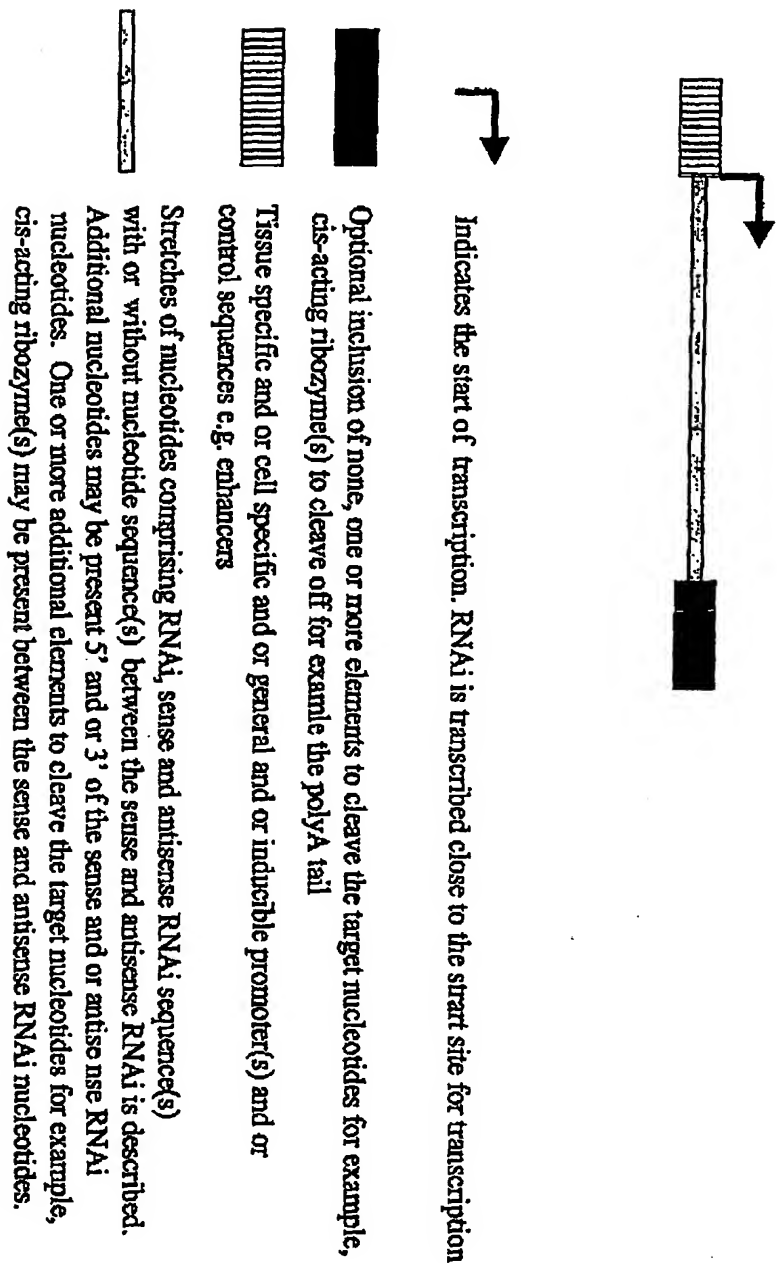 Indicates the start of transcription. RNAi is transcribed close to the strart site for transcription
Optional inclusion of none, one or more elements to cleave the target nucleotides for example,
cis-acting ribozyme(s) to cleave off for examle the polyA tail
Tissue specific and or cell specific and or general and or inducible promoter(s) and or
control sequences e.g. enhancers
Stretches of nucleotides comprising RNAi, sense and antisense RNAi sequence(s)
with or without nucleotide sequence(s) between the sense and antisense RNAi is described.
Additional nucleotides may be present 5' and or 3' of the sense and or antise nse RNAi
nucleotides. One or more additional elements to cleave the target nucleotides for example,
cis-acting ribozyme(s) may be present between the sense and antisense RNAi nucleotides.